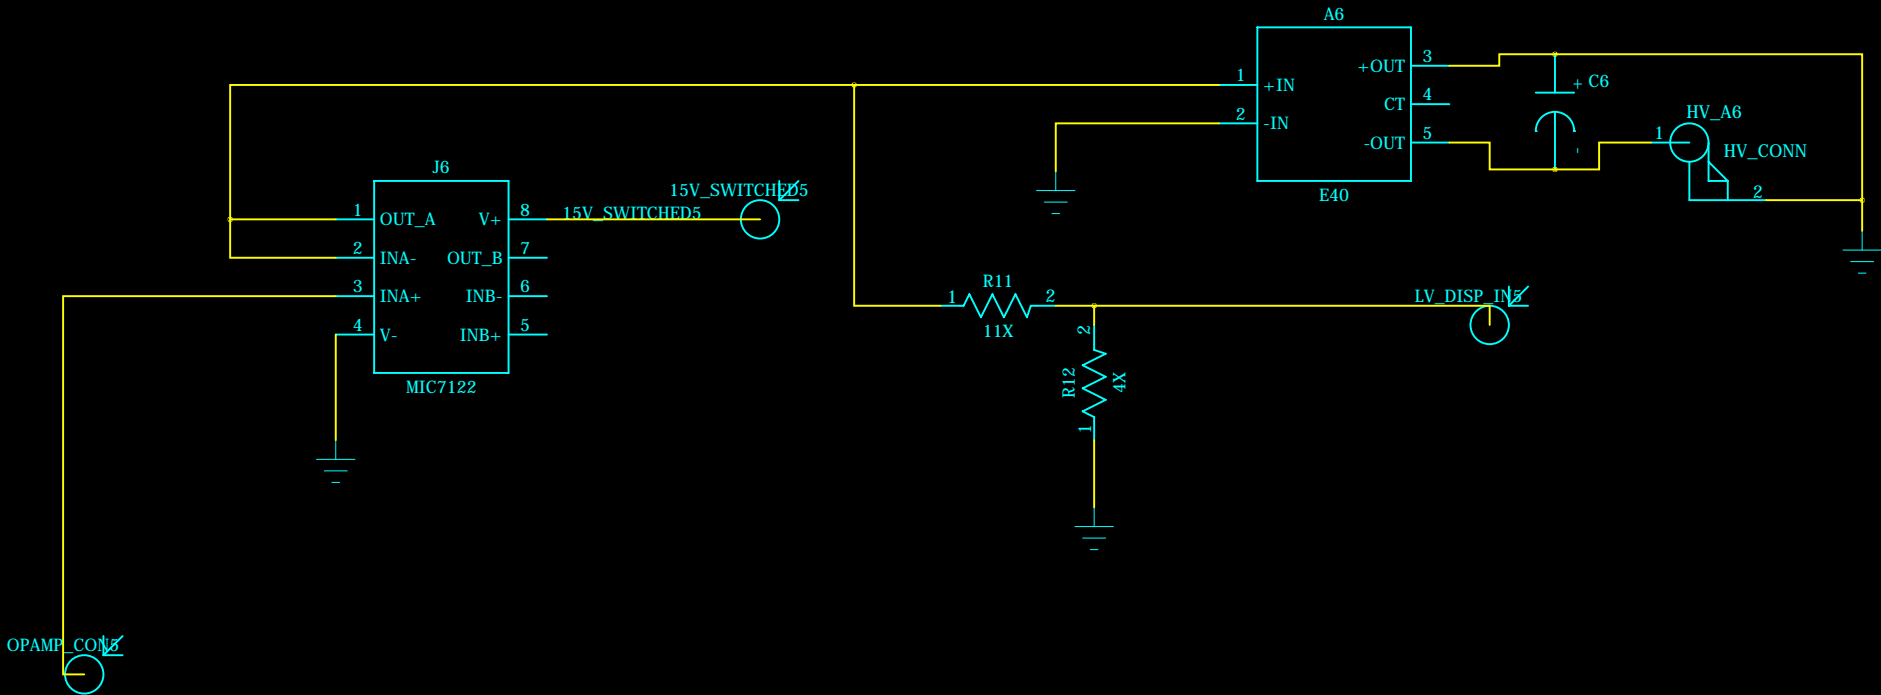 A6
1
+IN
2
-IN
+OUT
3
CT
4
-OUT
5
E40
+ C6
-
HV_A6
1
HV_CONN
2
J6
1
OUT_A
2
INA-
3
INA+
4
V-
V+
8
OUT_B
7
INB-
6
INB+
5
MIC7122
15V_SWITCHED5
15V_SWITCHED5
R11
1
2
11X
LV_DISP_IN5
2
R12
4X
1
OPAMP_CON5